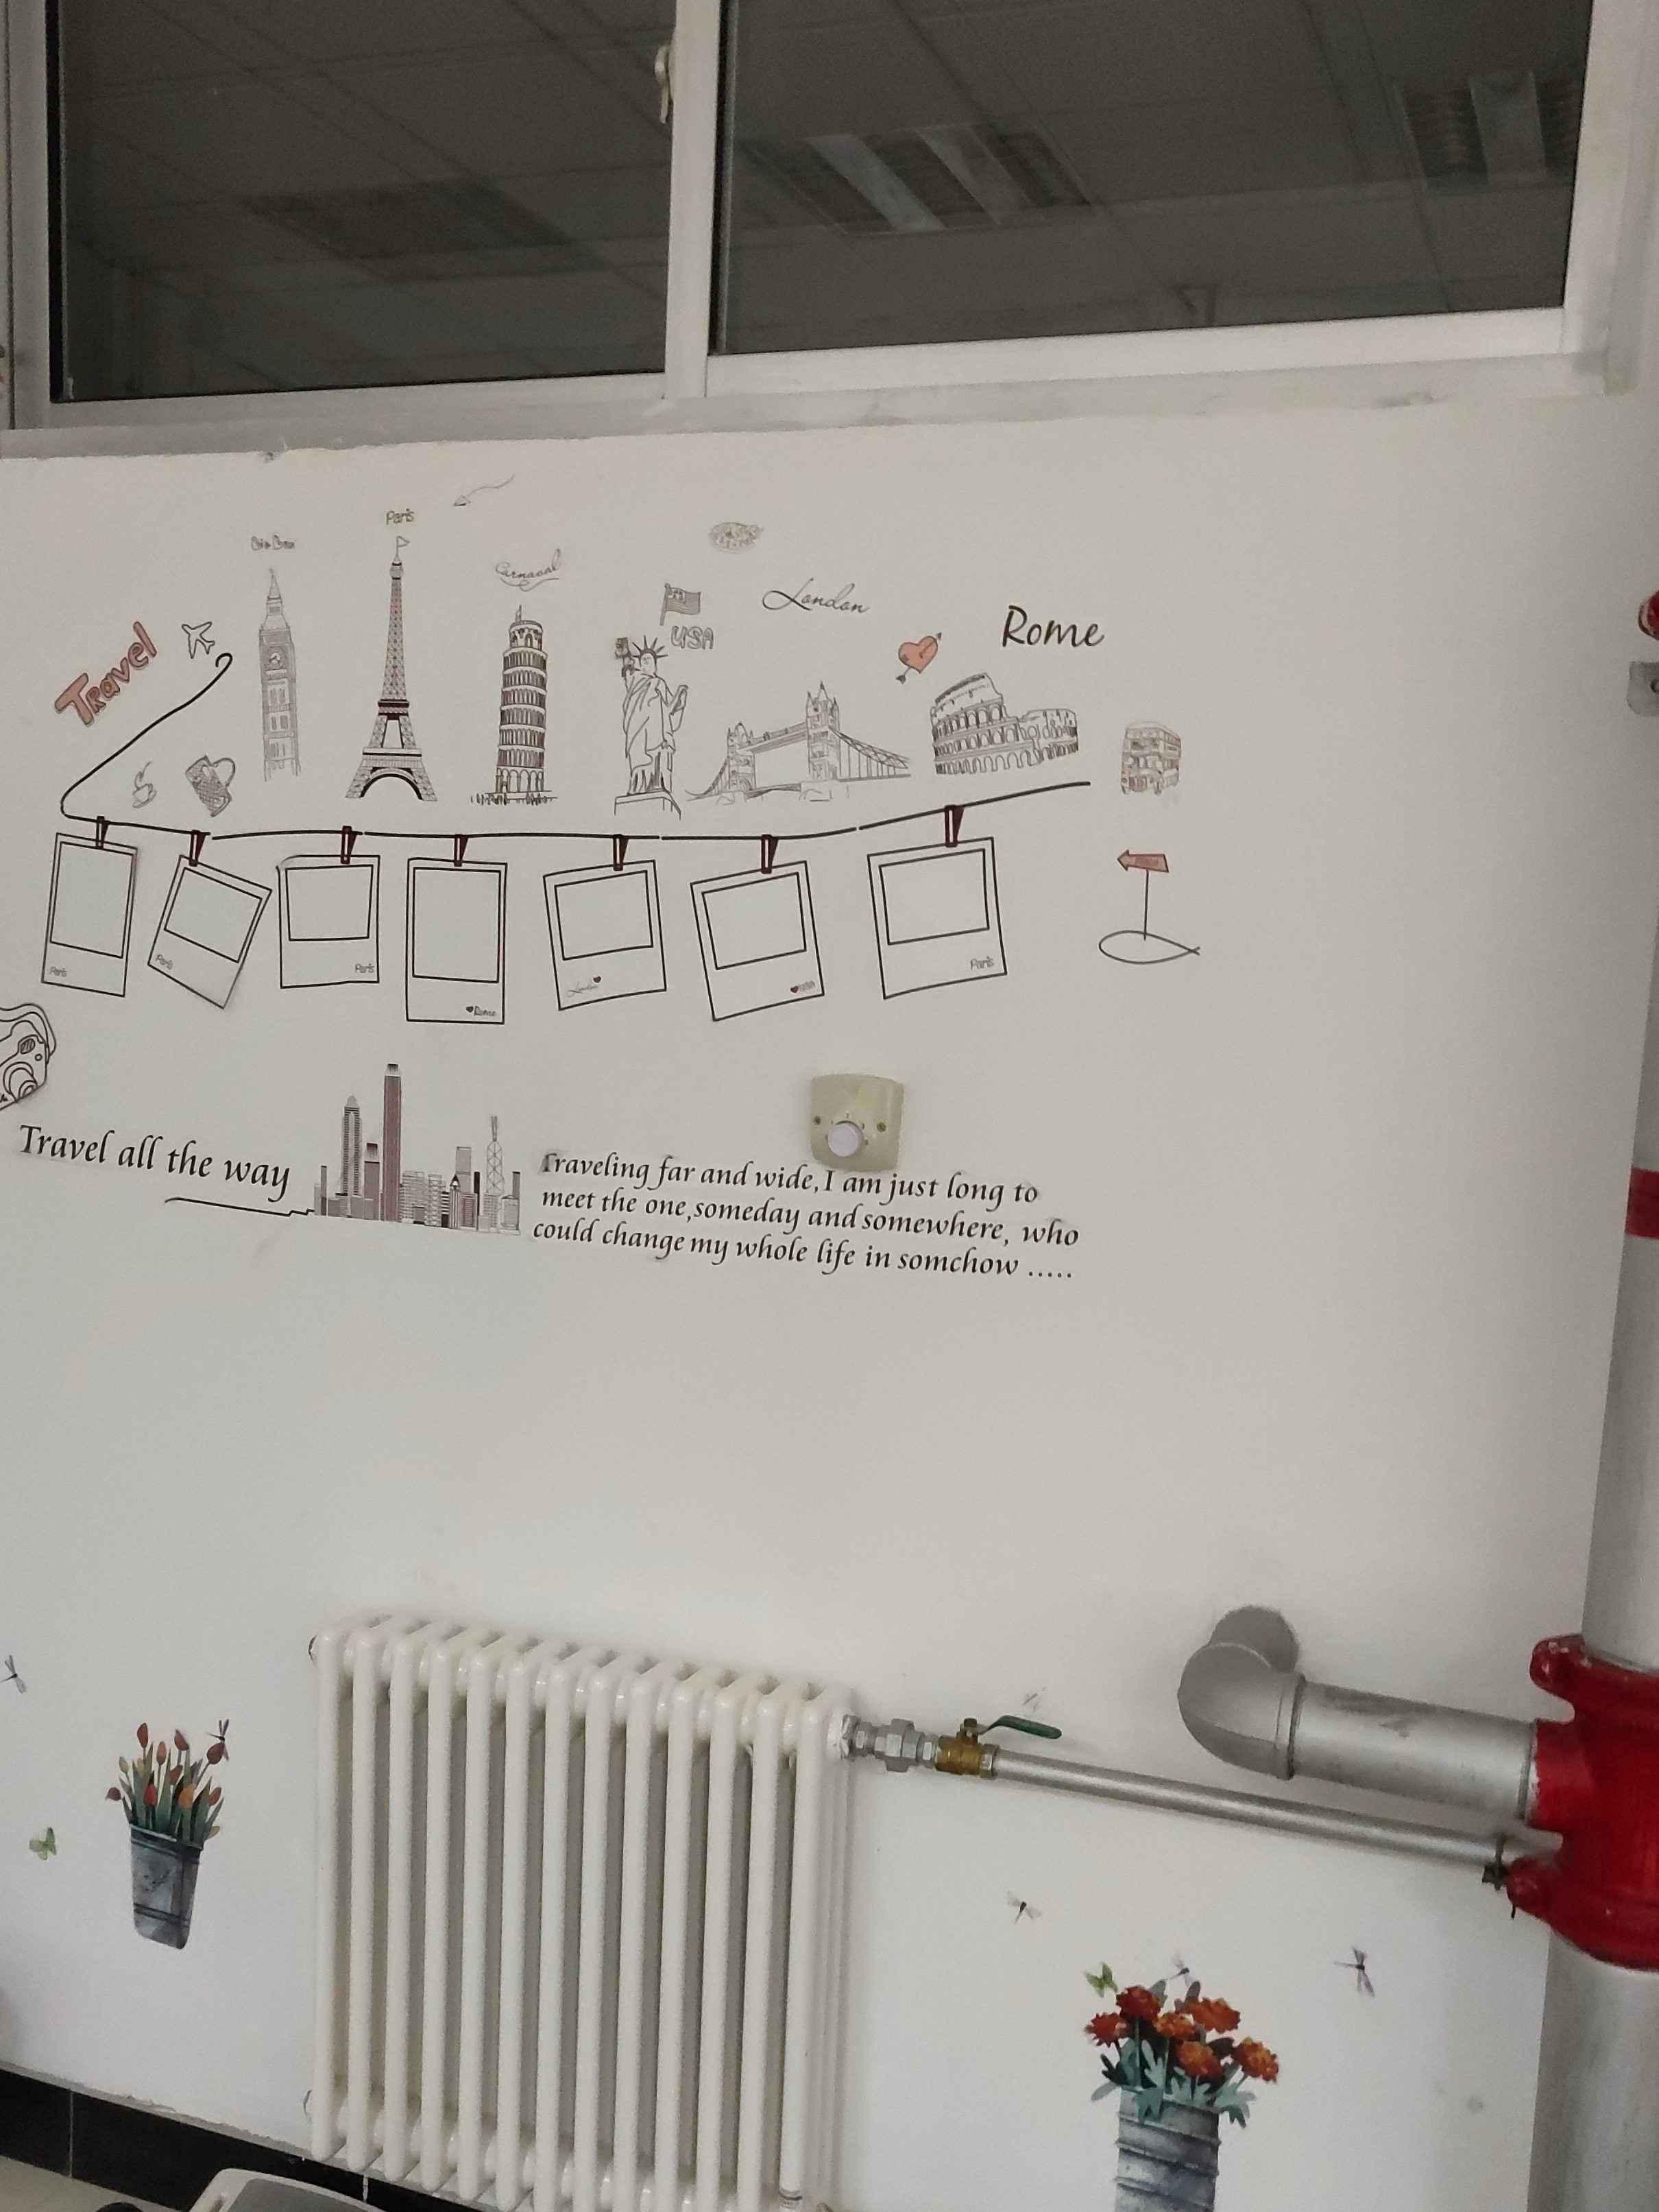 Paris
Carnaval
USA
London
Rome
Travel
Paris
Paris
Paris
Rome
London
USA
Paris
Travel all the way
Traveling far and wide,I am just long to
meet the one,someday and somewhere, who
could change my whole life in somchow .....